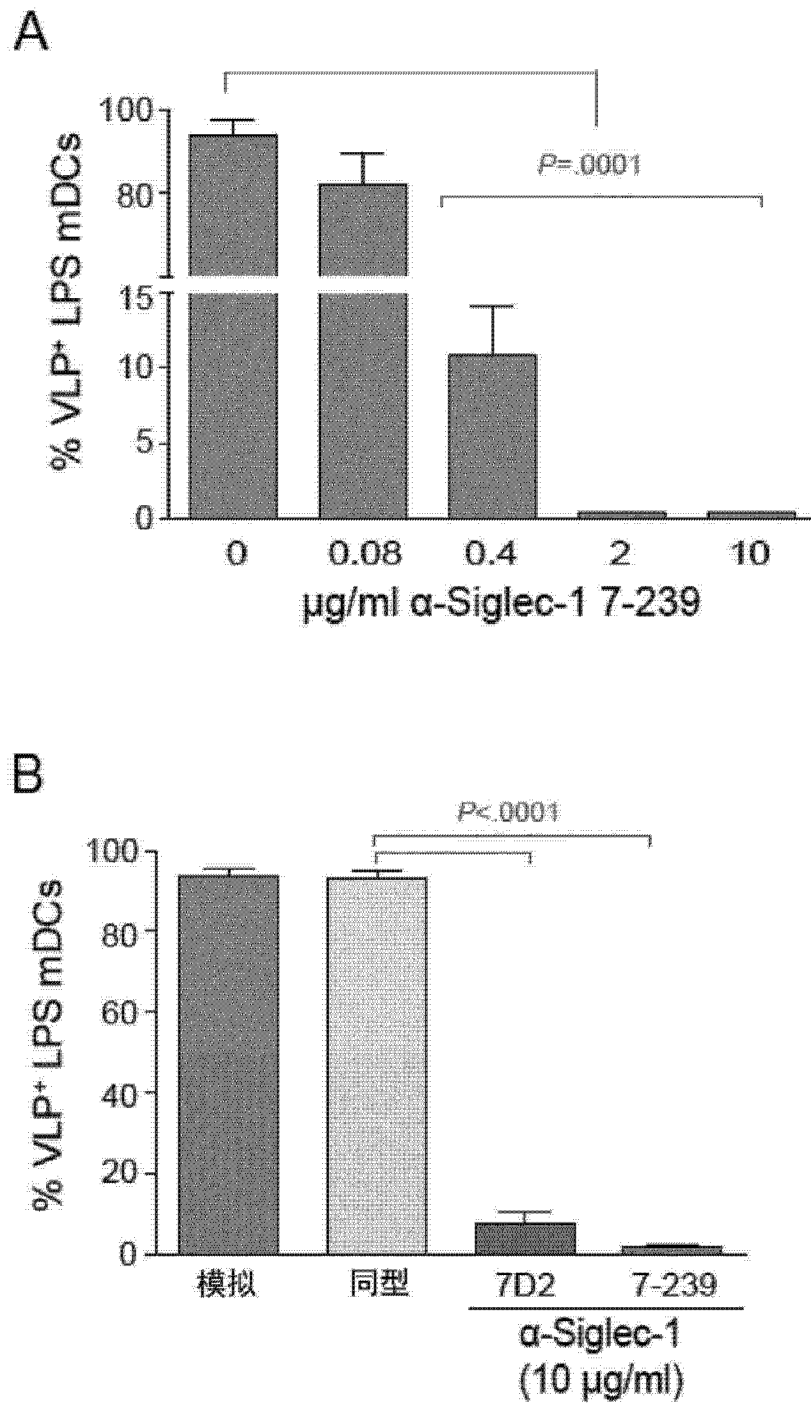 A
% VLP⁺ LPS mDCs
100
80
15
10
5
0
P=.0001
0 0.08 0.4 2 10
µg/ml α-Siglec-1 7-239
B
% VLP⁺ LPS mDCs
P<.0001
100
80
60
40
20
0
模拟 同型 7D2 7-239
α-Siglec-1
(10 µg/ml)